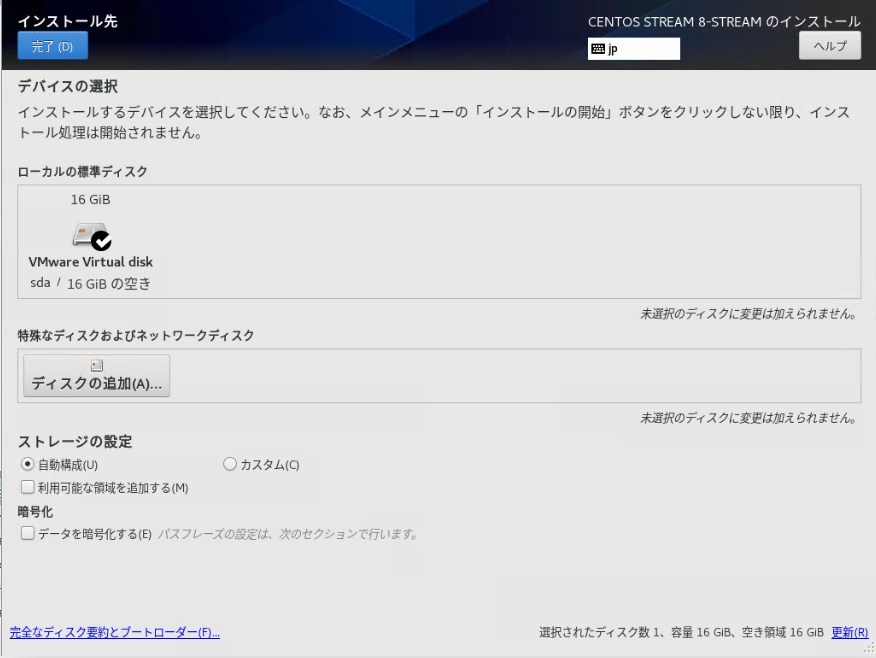 インストール先
CENTOS STREAM 8-STREAM のインストール
完了 (D)
jp
ヘルプ
デバイスの選択
インストールするデバイスを選択してください。なお、メインメニューの「インストールの開始」ボタンをクリックしない限り、インス
トール処理は開始されません。
ローカルの標準ディスク
16 GiB
VMware Virtual disk
sda / 16 GiB の空き
未選択のディスクに変更は加えられません。
特殊なディスクおよびネットワークディスク
ディスクの追加(A)...
未選択のディスクに変更は加えられません。
ストレージの設定
自動構成(U) カスタム(C)
利用可能な領域を追加する(M)
暗号化
データを暗号化する(E) パスフレーズの設定は、次のセクションで行います。
完全なディスク要約とブートローダー(F)...
選択されたディスク数 1、容量 16 GiB、空き領域 16 GiB 更新(R)